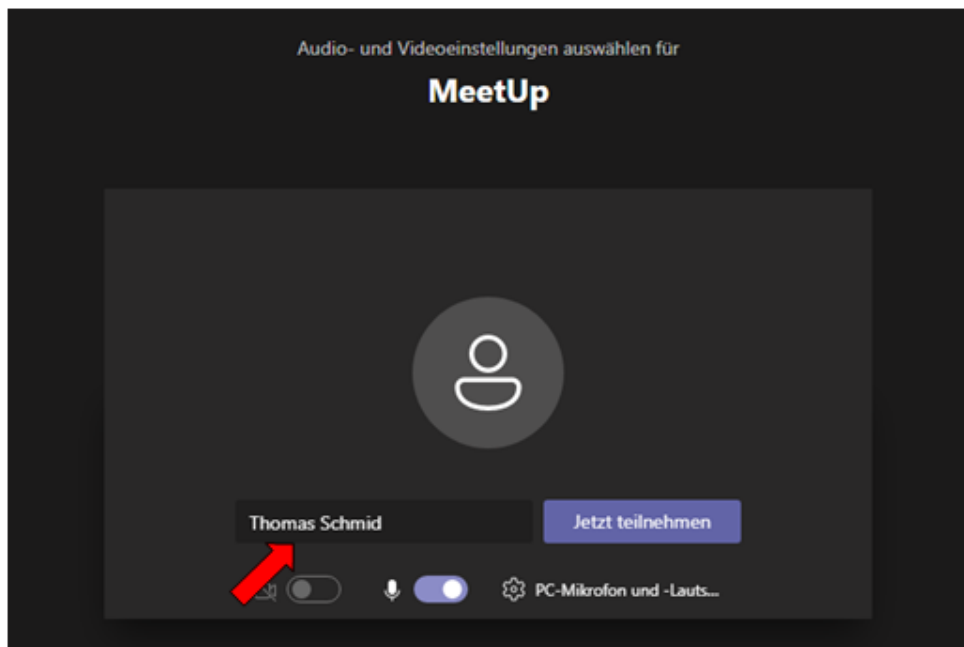 Audio- und Videoeinstellungen auswählen für
MeetUp
Thomas Schmid
Jetzt teilnehmen
PC-Mikrofon und -Lauts...